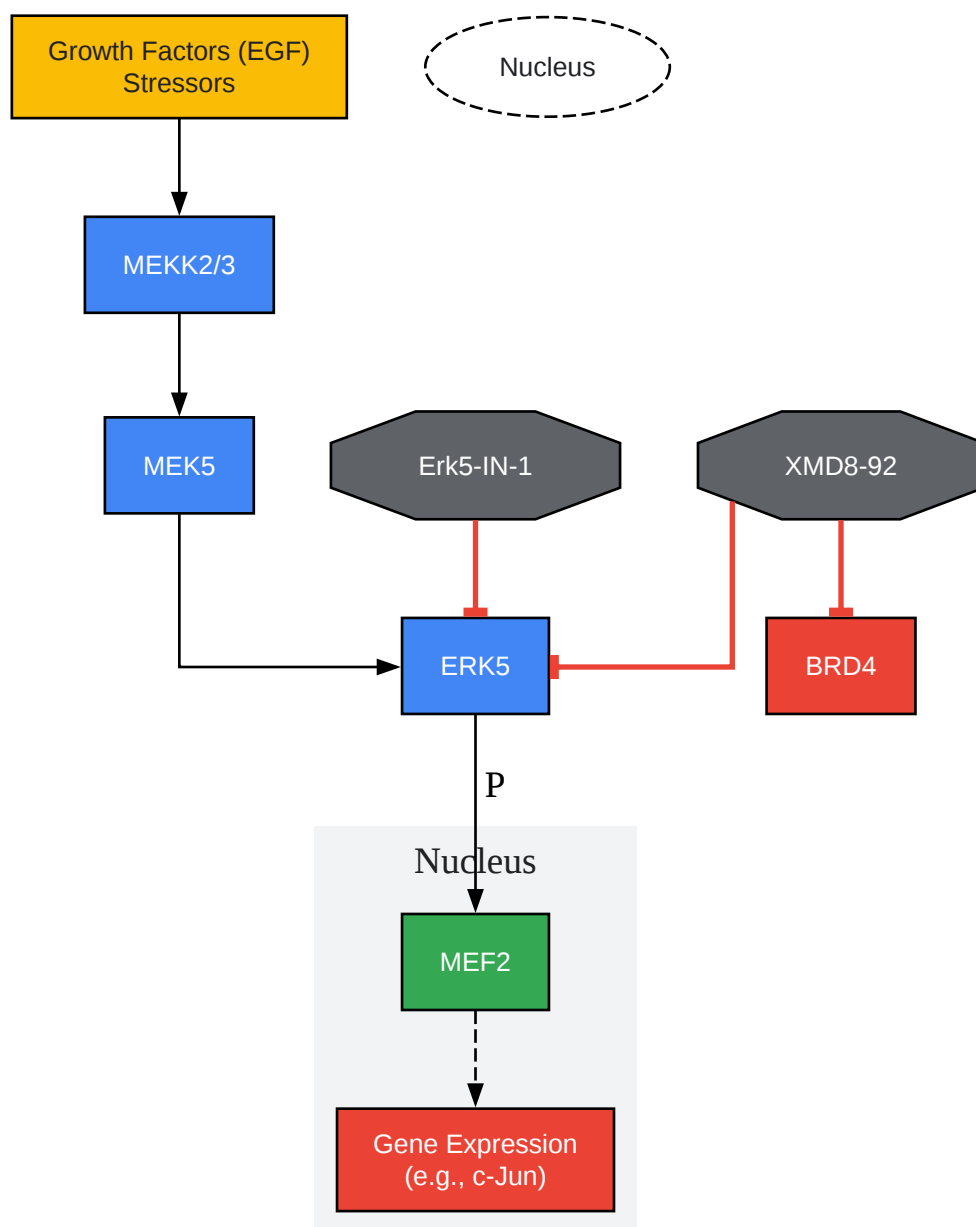 Growth Factors (EGF)
Stressors
Nucleus
MEKK2/3
MEK5
Erk5-IN-1
XMD8-92
ERK5
BRD4
P
Nucleus
MEF2
Gene Expression
(e.g., c-Jun)